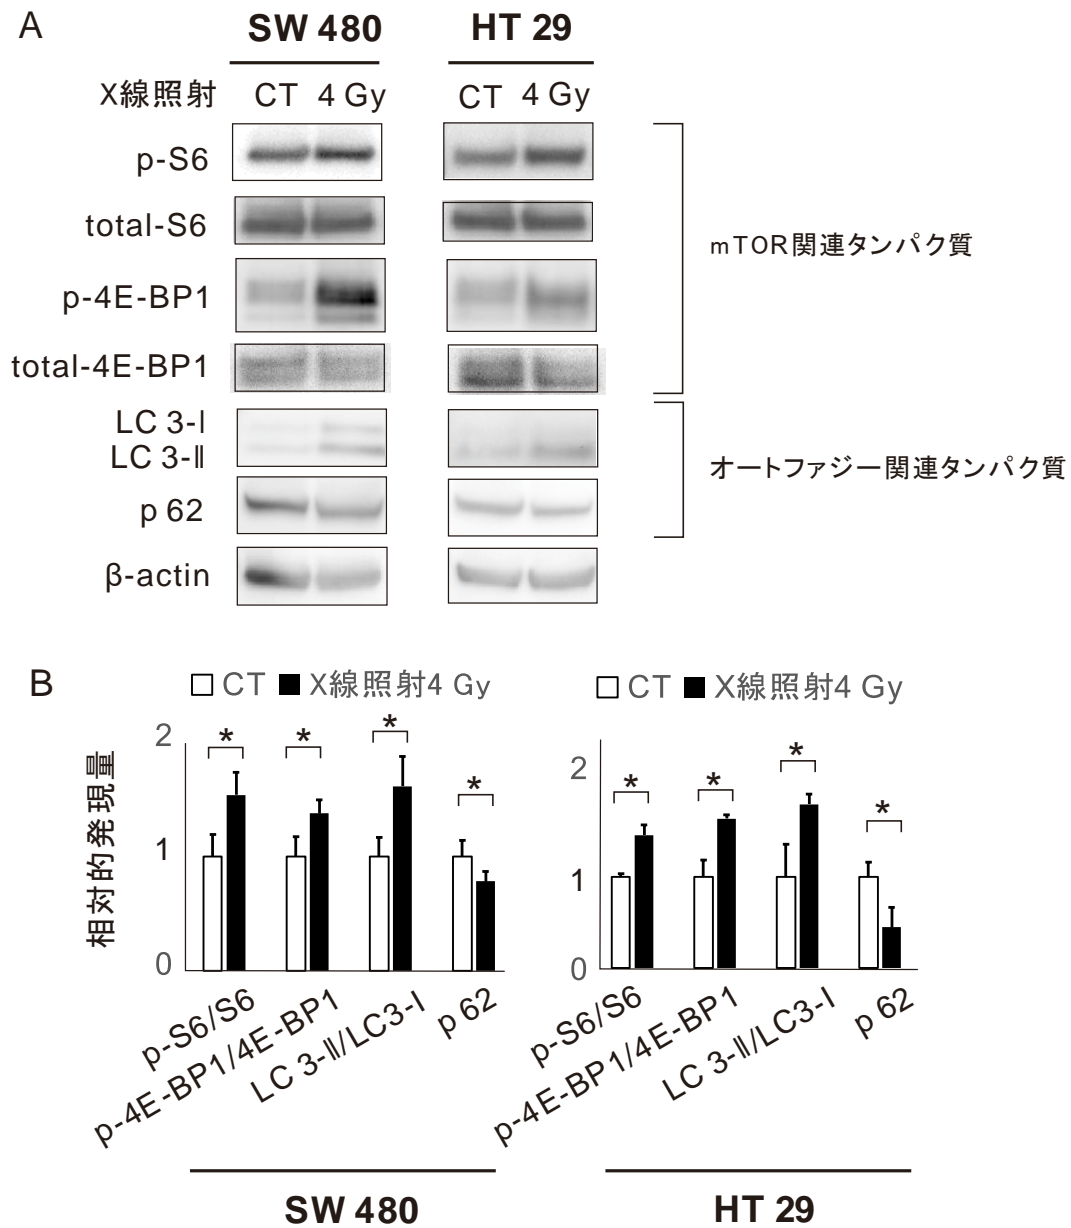 A
SW 480 HT 29
X線照射 CT 4 Gy CT 4 Gy
p-S6
total-S6
p-4E-BP1
total-4E-BP1
mTOR関連タンパク質
LC 3-Ⅰ
LC 3-Ⅱ
p 62
オートファジー関連タンパク質
β-actin
B
CT X線照射4 Gy CT X線照射4 Gy
相対的発現量
2
1
0
* * * *
2
1
0
* * * *
p-S6/S6
p-4E-BP1/4E-BP1
LC 3-Ⅱ/LC3-Ⅰ
p 62
p-S6/S6
p-4E-BP1/4E-BP1
LC 3-Ⅱ/LC3-Ⅰ
p 62
SW 480 HT 29